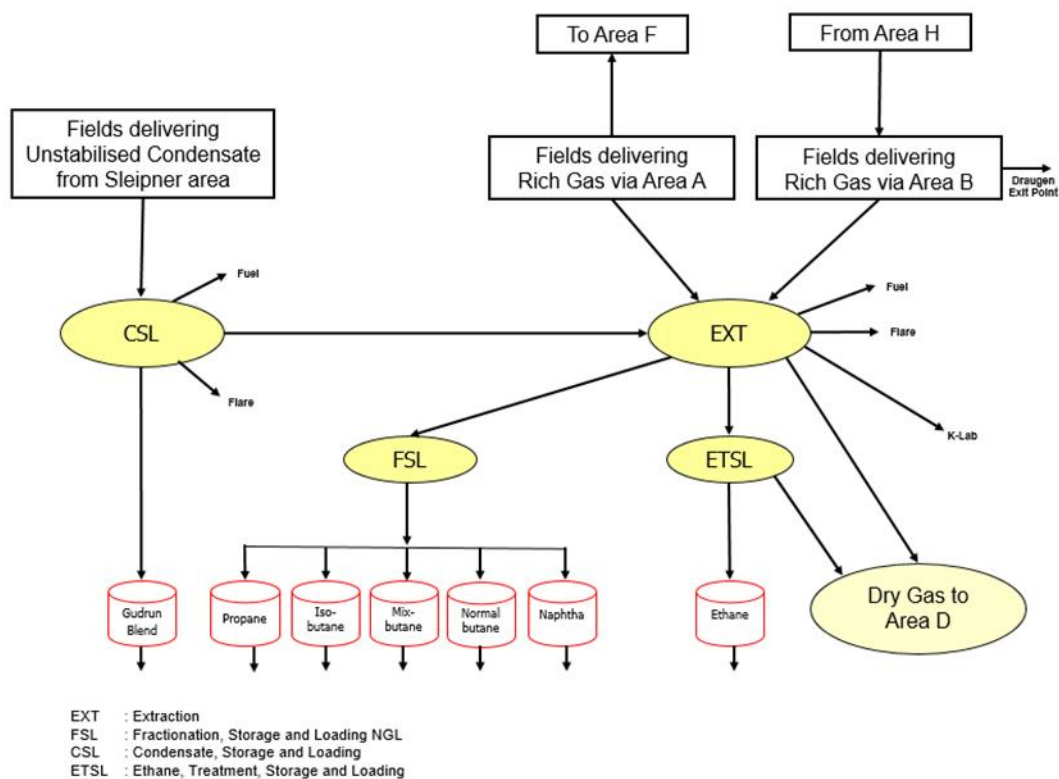 To Area F
From Area H
Fields delivering
Unstabilised Condensate
from Sleipner area
Fields delivering
Rich Gas via Area A
Fields delivering
Rich Gas via Area B
Draugen
Exit Point
Fuel
Fuel
CSL
EXT
Flare
Flare
K-Lab
FSL
ETSL
Gudrun
Blend
Propane
Iso-
butane
Mix-
butane
Normal
butane
Naphtha
Ethane
Dry Gas to
Area D
EXT : Extraction
FSL : Fractionation, Storage and Loading NGL
CSL : Condensate, Storage and Loading
ETSL : Ethane, Treatment, Storage and Loading